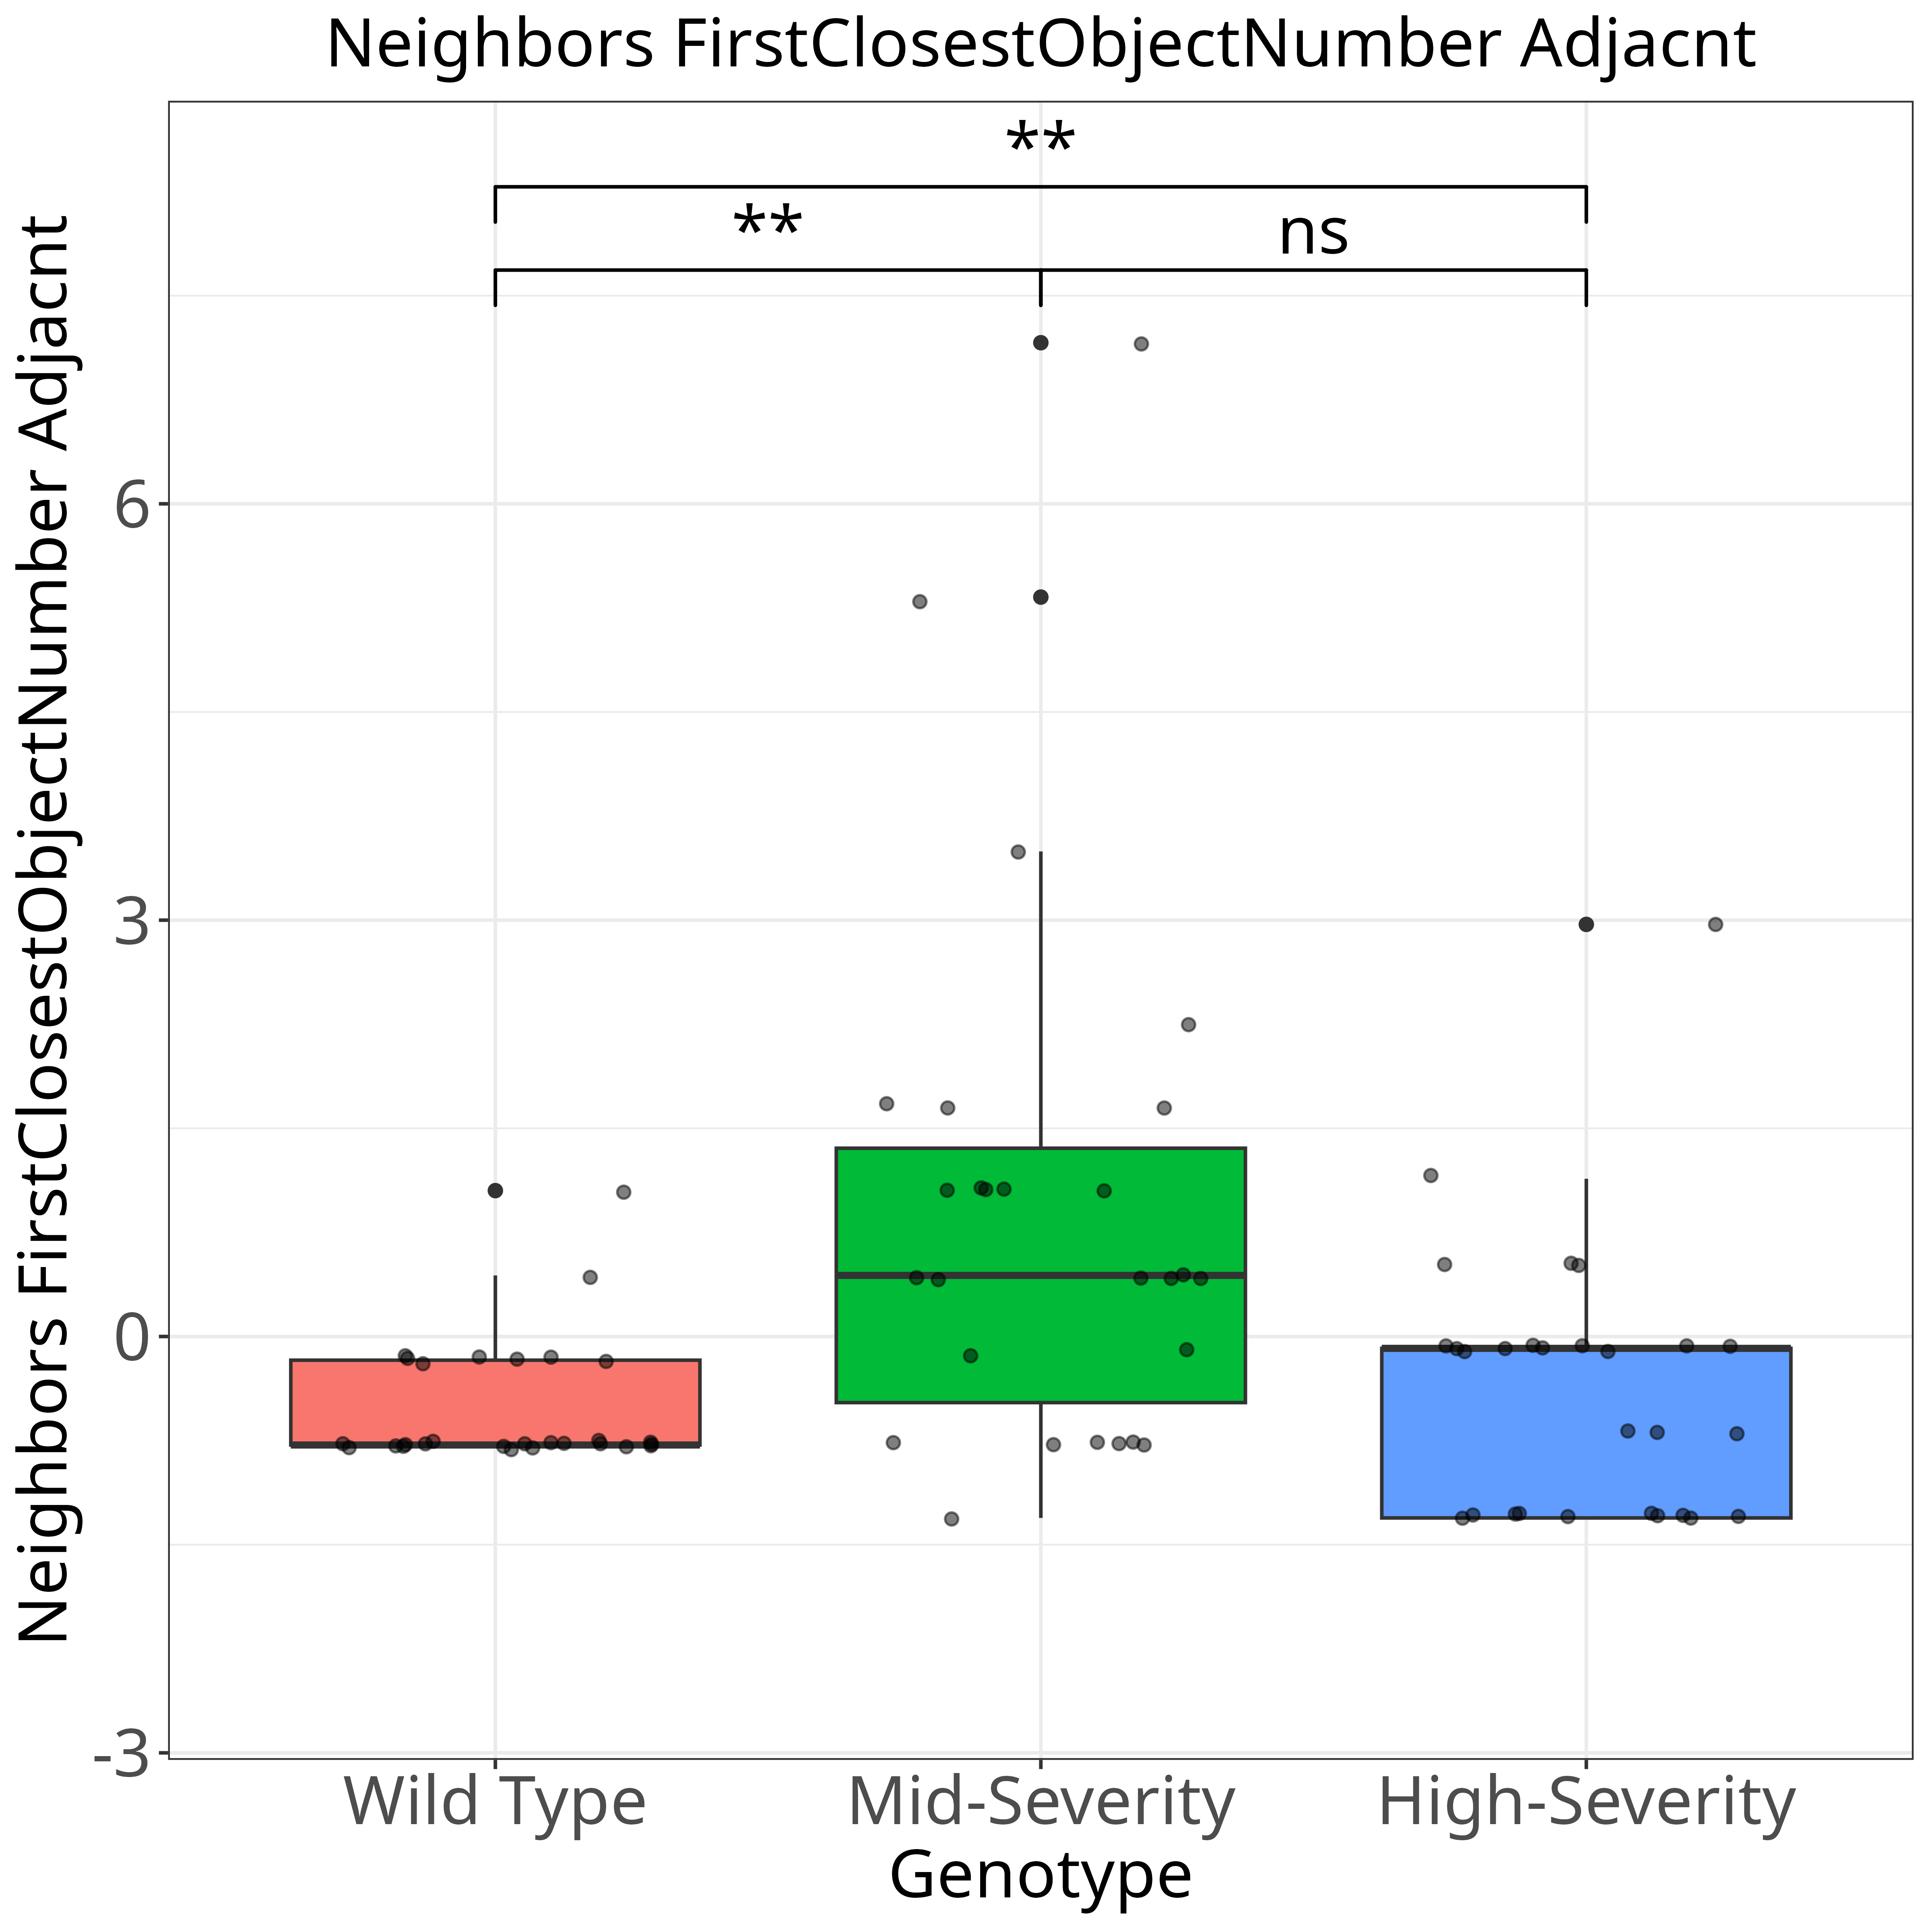 Neighbors FirstClosestObjectNumber Adjacnt
**
**
ns
Neighbors FirstClosestObjectNumber Adjacnt
6
3
0
-3
Wild Type
Mid-Severity
High-Severity
Genotype